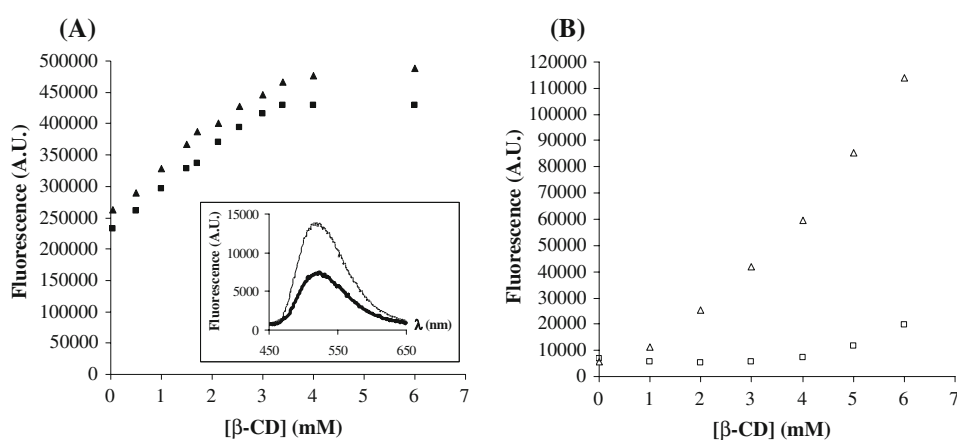 (A)
Fluorescence (A.U.)
500000
450000
400000
350000
300000
250000
200000
150000
100000
50000
0
0 1 2 3 4 5 6 7
[β-CD] (mM)
Fluorescence (A.U.)
15000
10000
5000
0
450 550 650
λ (nm)
(B)
Fluorescence (A.U.)
120000
110000
100000
90000
80000
70000
60000
50000
40000
30000
20000
10000
0
0 1 2 3 4 5 6 7
[β-CD] (mM)